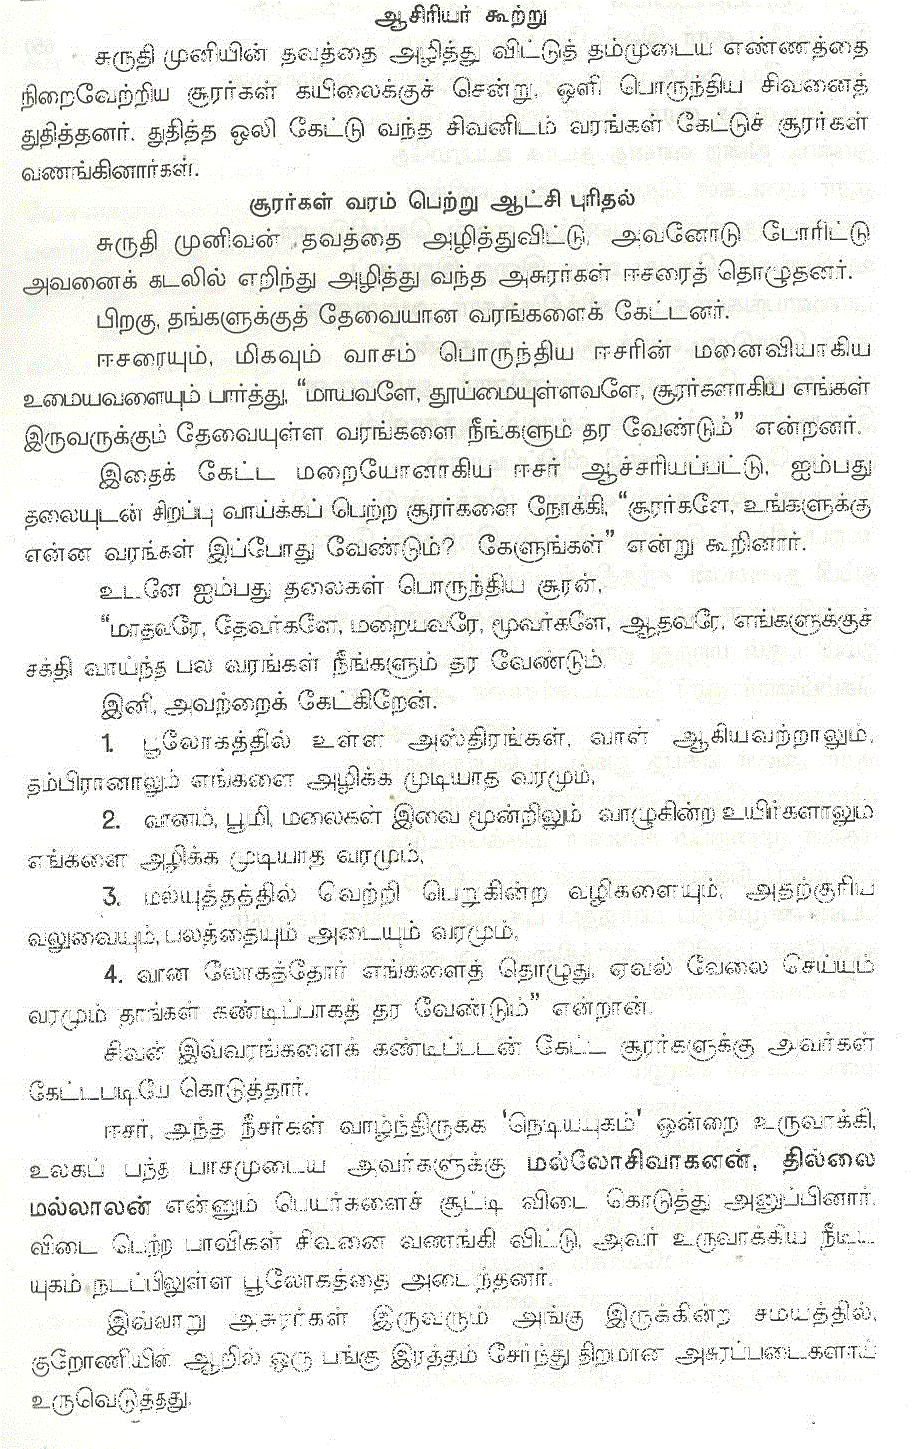 ஆசிரியர் கூற்று
சுருதி முனியின் தவத்தை அழித்து விட்டுத் தம்முடைய எண்ணத்தை
நிறைவேற்றிய சூரர்கள் கயிலைக்குச் சென்று, ஒளி பொருந்திய சிவனைத்
துதித்தனர். துதித்த ஒலி கேட்டு வந்த சிவனிடம் வரங்கள் கேட்டுச் சூரர்கள்
வணங்கினார்கள்.
சூரர்கள் வரம் பெற்று ஆட்சி புரிதல்
சுருதி முனிவன் தவத்தை அழித்துவிட்டு, அவனோடு போரிட்டு
அவனைக் கடலில் எறிந்து அழித்து வந்த அசுரர்கள் ஈசரைத் தொழுதனர்.
பிறகு, தங்களுக்குத் தேவையான வரங்களைக் கேட்டனர்.
ஈசரையும், மிகவும் வாசம் பொருந்திய ஈசரின் மனைவியாகிய
உமையவளையும் பார்த்து, “மாயவளே, தூய்மையுள்ளவளே, சூரர்களாகிய எங்கள்
இருவருக்கும் தேவையுள்ள வரங்களை நீங்களும் தர வேண்டும்” என்றனர்.
இதைக் கேட்ட மறையோனாகிய ஈசர் ஆச்சரியப்பட்டு, ஐம்பது
தலையுடன் சிறப்பு வாய்க்கப் பெற்ற சூரர்களை நோக்கி, “சூரர்களே, உங்களுக்கு
என்ன வரங்கள் இப்போது வேண்டும்? கேளுங்கள்” என்று கூறினார்.
உடனே ஐம்பது தலைகள் பொருந்திய சூரன்,
“மாதவரே, தேவர்களே, மறையவரே, மூவர்களே, ஆதவரே, எங்களுக்குச்
சக்தி வாய்ந்த பல வரங்கள் நீங்களும் தர வேண்டும்.
இனி, அவற்றைக் கேட்கிறேன்.
1. பூலோகத்தில் உள்ள அஸ்திரங்கள், வாள் ஆகியவற்றாலும்,
தம்பிரானாலும் எங்களை அழிக்க முடியாத வரமும்,
2. வானம், பூமி, மலைகள் இவை மூன்றிலும் வாழுகின்ற உயிர்களாலும்
எங்களை அழிக்க முடியாத வரமும்,
3. மல்யுத்தத்தில் வெற்றி பெறுகின்ற வழிகளையும், அதற்குரிய
வலுவையும், பலத்தையும் அடையும் வரமும்,
4. வான லோகத்தோர் எங்களைத் தொழுது, ஏவல் வேலை செய்யும்
வரமும் தாங்கள் கண்டிப்பாகத் தர வேண்டும்” என்றான்.
சிவன் இவ்வரங்களைக் கண்டிப்புடன் கேட்ட சூரர்களுக்கு அவர்கள்
கேட்டபடியே கொடுத்தார்.
ஈசர், அந்த நீசர்கள் வாழ்ந்திருக்க 'நெடியயுகம்' ஒன்றை உருவாக்கி,
உலகப் பந்த பாசமுடைய அவர்களுக்கு மல்லோசிவாகனன், தில்லை
மல்லாலன் என்னும் பெயர்களைச் சூட்டி விடை கொடுத்து அனுப்பினார்.
விடை பெற்ற பாவிகள் சிவனை வணங்கி விட்டு, அவர் உருவாக்கிய நீடிய
யுகம் நடப்பிலுள்ள பூலோகத்தை அடைந்தனர்.
இவ்வாறு அசுரர்கள் இருவரும் அங்கு இருக்கின்ற சமயத்தில்,
குறோணியின் ஆறில் ஒரு பங்கு இரத்தம் சேர்ந்து திறமான அசுரப்படைகளாய்
உருவெடுத்தது.